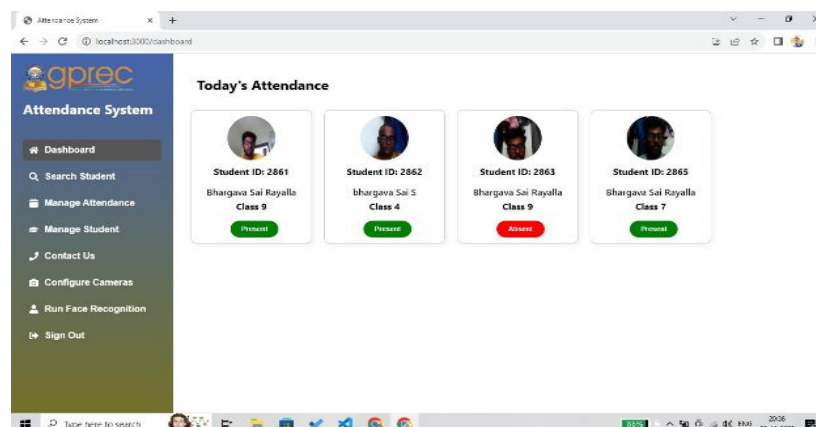 Attendance System
localhost:3000/dashboard
gprec
Attendance System
Dashboard
Search Student
Manage Attendance
Manage Student
Contact Us
Configure Cameras
Run Face Recognition
Sign Out
Today's Attendance
Student ID: 2861
Bhargava Sai Rayalla
Class 9
Present
Student ID: 2862
bhargava Sai S
Class 4
Present
Student ID: 2863
Bhargava Sai Rayalla
Class 9
Absent
Student ID: 2865
Bhargava Sai Rayalla
Class 7
Present
Type here to search
ENG
20:36